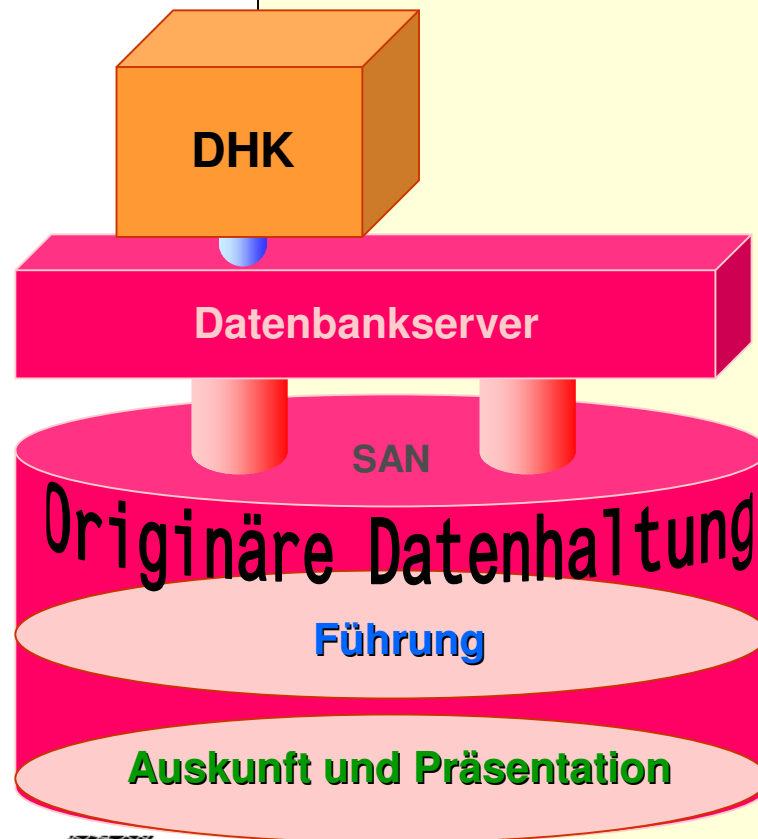 DHK
Datenbankserver
SAN
Originäre Datenhaltung
Führung
Auskunft und Präsentation